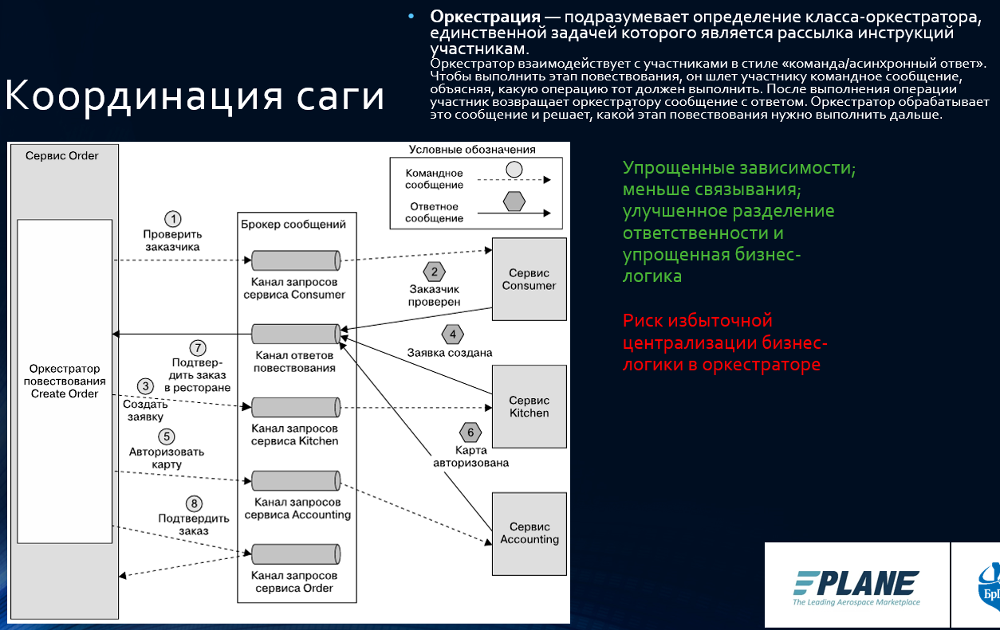 Координация саги
• Оркестрация — подразумевает определение класса-оркестратора,
единственной задачей которого является рассылка инструкций
участникам.
Оркестратор взаимодействует с участниками в стиле «команда/асинхронный ответ».
Чтобы выполнить этап повествования, он шлет участнику командное сообщение,
объясняя, какую операцию тот должен выполнить. После выполнения операции
участник возвращает оркестратору сообщение с ответом. Оркестратор обрабатывает
это сообщение и решает, какой этап повествования нужно выполнить дальше.
Сервис Order
Оркестратор
повествования
Create Order
Условные обозначения
Командное
сообщение
Ответное
сообщение
Брокер сообщений
1
Проверить
заказчика
Канал запросов
сервиса Consumer
2
Заказчик
проверен
Сервис
Consumer
Канал ответов
повествования
4
Заявка создана
7
Подтвер-
дить заказ
в ресторане
3
Создать
заявку
Канал запросов
сервиса Kitchen
Сервис
Kitchen
5
Авторизовать
карту
6
Карта
авторизована
Канал запросов
сервиса Accounting
Сервис
Accounting
8
Подтвердить
заказ
Канал запросов
сервиса Order
Упрощенные зависимости;
меньше связывания;
улучшенное разделение
ответственности и
упрощенная бизнес-
логика
Риск избыточной
централизации бизнес-
логики в оркестраторе
EPLANE
The Leading Aerospace Marketplace